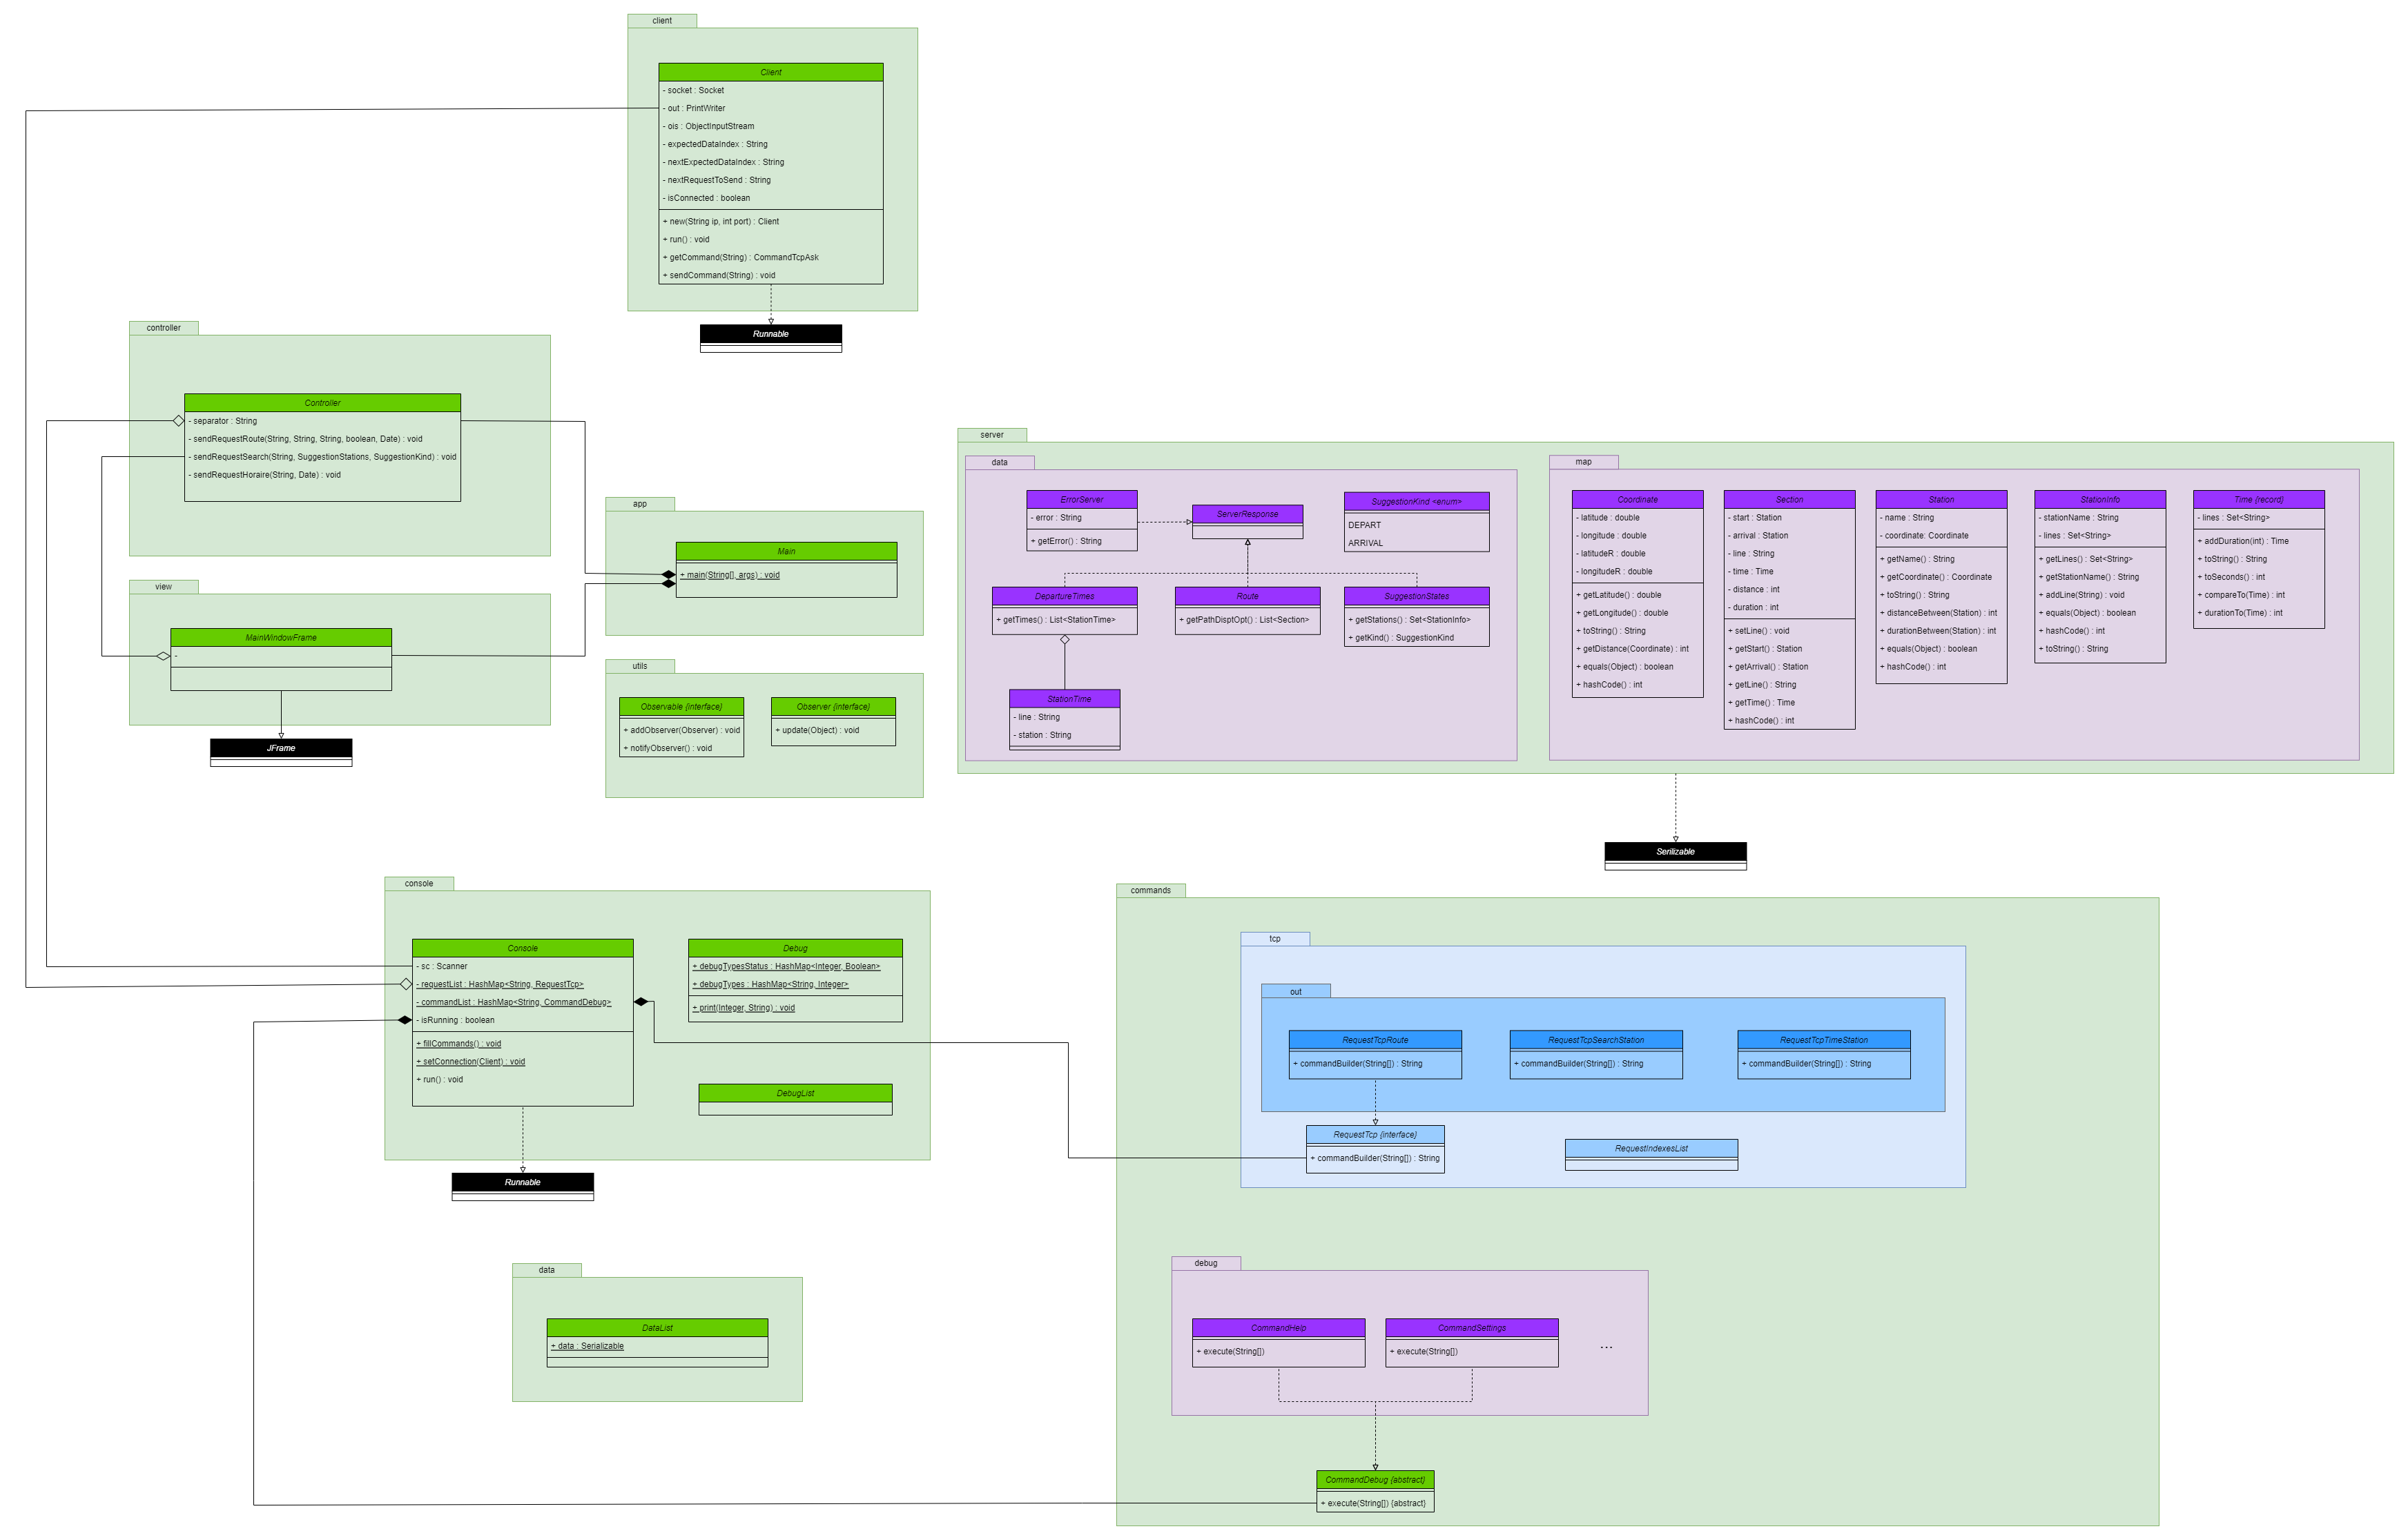 client
Client
- socket : Socket
- out : PrintWriter
- ois : ObjectInputStream
- expectedDataIndex : String
- nextExpectedDataIndex : String
- nextRequestToSend : String
- isConnected : boolean
+ new(String ip, int port) : Client
+ run() : void
+ getCommand(String) : CommandTcpAsk
+ sendCommand(String) : void
Runnable
controller
Controller
- separator : String
- sendRequestRoute(String, String, String, boolean, Date) : void
- sendRequestSearch(String, SuggestionStations, SuggestionKind) : void
- sendRequestHoraire(String, Date) : void
view
MainWindowFrame
-
JFrame
app
Main
+ main(String[], args) : void
utils
Observable {interface}
+ addObserver(Observer) : void
+ notifyObserver() : void
Observer {interface}
+ update(Object) : void
server
data
ErrorServer
- error : String
+ getError() : String
ServerResponse
SuggestionKind <enum>
DEPART
ARRIVAL
DepartureTimes
+ getTimes() : List<StationTime>
Route
+ getPathDisptOpt() : List<Section>
SuggestionStates
+ getStations() : Set<StationInfo>
+ getKind() : SuggestionKind
StationTime
- line : String
- station : String
map
Coordinate
- latitude : double
- longitude : double
- latitudeR : double
- longitudeR : double
+ getLatitude() : double
+ getLongitude() : double
+ toString() : String
+ getDistance(Coordinate) : int
+ equals(Object) : boolean
+ hashCode() : int
Section
- start : Station
- arrival : Station
- line : String
- time : Time
- distance : int
- duration : int
+ setLine() : void
+ getStart() : Station
+ getArrival() : Station
+ getLine() : String
+ getTime() : Time
+ hashCode() : int
Station
- name : String
- coordinate: Coordinate
+ getName() : String
+ getCoordinate() : Coordinate
+ toString() : String
+ distanceBetween(Station) : int
+ durationBetween(Station) : int
+ equals(Object) : boolean
+ hashCode() : int
StationInfo
- stationName : String
- lines : Set<String>
+ getLines() : Set<String>
+ getStationName() : String
+ addLine(String) : void
+ equals(Object) : boolean
+ hashCode() : int
+ toString() : String
Time {record}
- lines : Set<String>
+ addDuration(int) : Time
+ toString() : String
+ toSeconds() : int
+ compareTo(Time) : int
+ durationTo(Time) : int
Serilizable
console
Console
- sc : Scanner
- requestList : HashMap<String, RequestTcp>
- commandList : HashMap<String, CommandDebug>
- isRunning : boolean
+ fillCommands() : void
+ setConnection(Client) : void
+ run() : void
Debug
+ debugTypesStatus : HashMap<Integer, Boolean>
+ debugTypes : HashMap<String, Integer>
+ print(Integer, String) : void
DebugList
Runnable
data
DataList
+ data : Serializable
commands
tcp
out
RequestTcpRoute
+ commandBuilder(String[]) : String
RequestTcpSearchStation
+ commandBuilder(String[]) : String
RequestTcpTimeStation
+ commandBuilder(String[]) : String
RequestTcp {interface}
+ commandBuilder(String[]) : String
RequestIndexesList
debug
CommandHelp
+ execute(String[])
CommandSettings
+ execute(String[])
...
CommandDebug {abstract}
+ execute(String[]) {abstract}